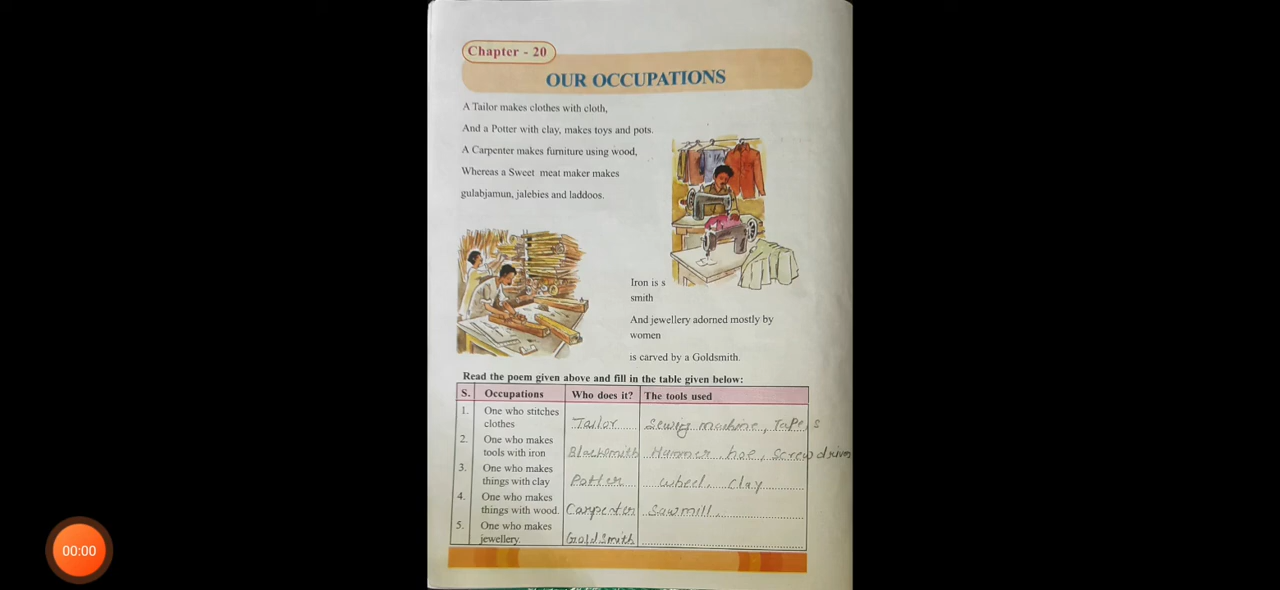 Chapter - 20
OUR OCCUPATIONS
A Tailor makes clothes with cloth,
And a Potter with clay, makes toys and pots.
A Carpenter makes furniture using wood,
Whereas a Sweet meat maker makes
gulabjamun, jalebies and laddoos.
Iron is s
smith
And jewellery adorned mostly by
women
is carved by a Goldsmith.
Read the poem given above and fill in the table given below:
S. Occupations Who does it? The tools used
1. One who stitches
clothes Tailor Sewing machine, Tape, s
2. One who makes
tools with iron Blacksmith Hammer, hoe, screw
3. One who makes
things with clay Potter wheel, clay
4. One who makes
things with wood. Carpenter Sawmill,
5. One who makes
jewellery. Goldsmith
00:00